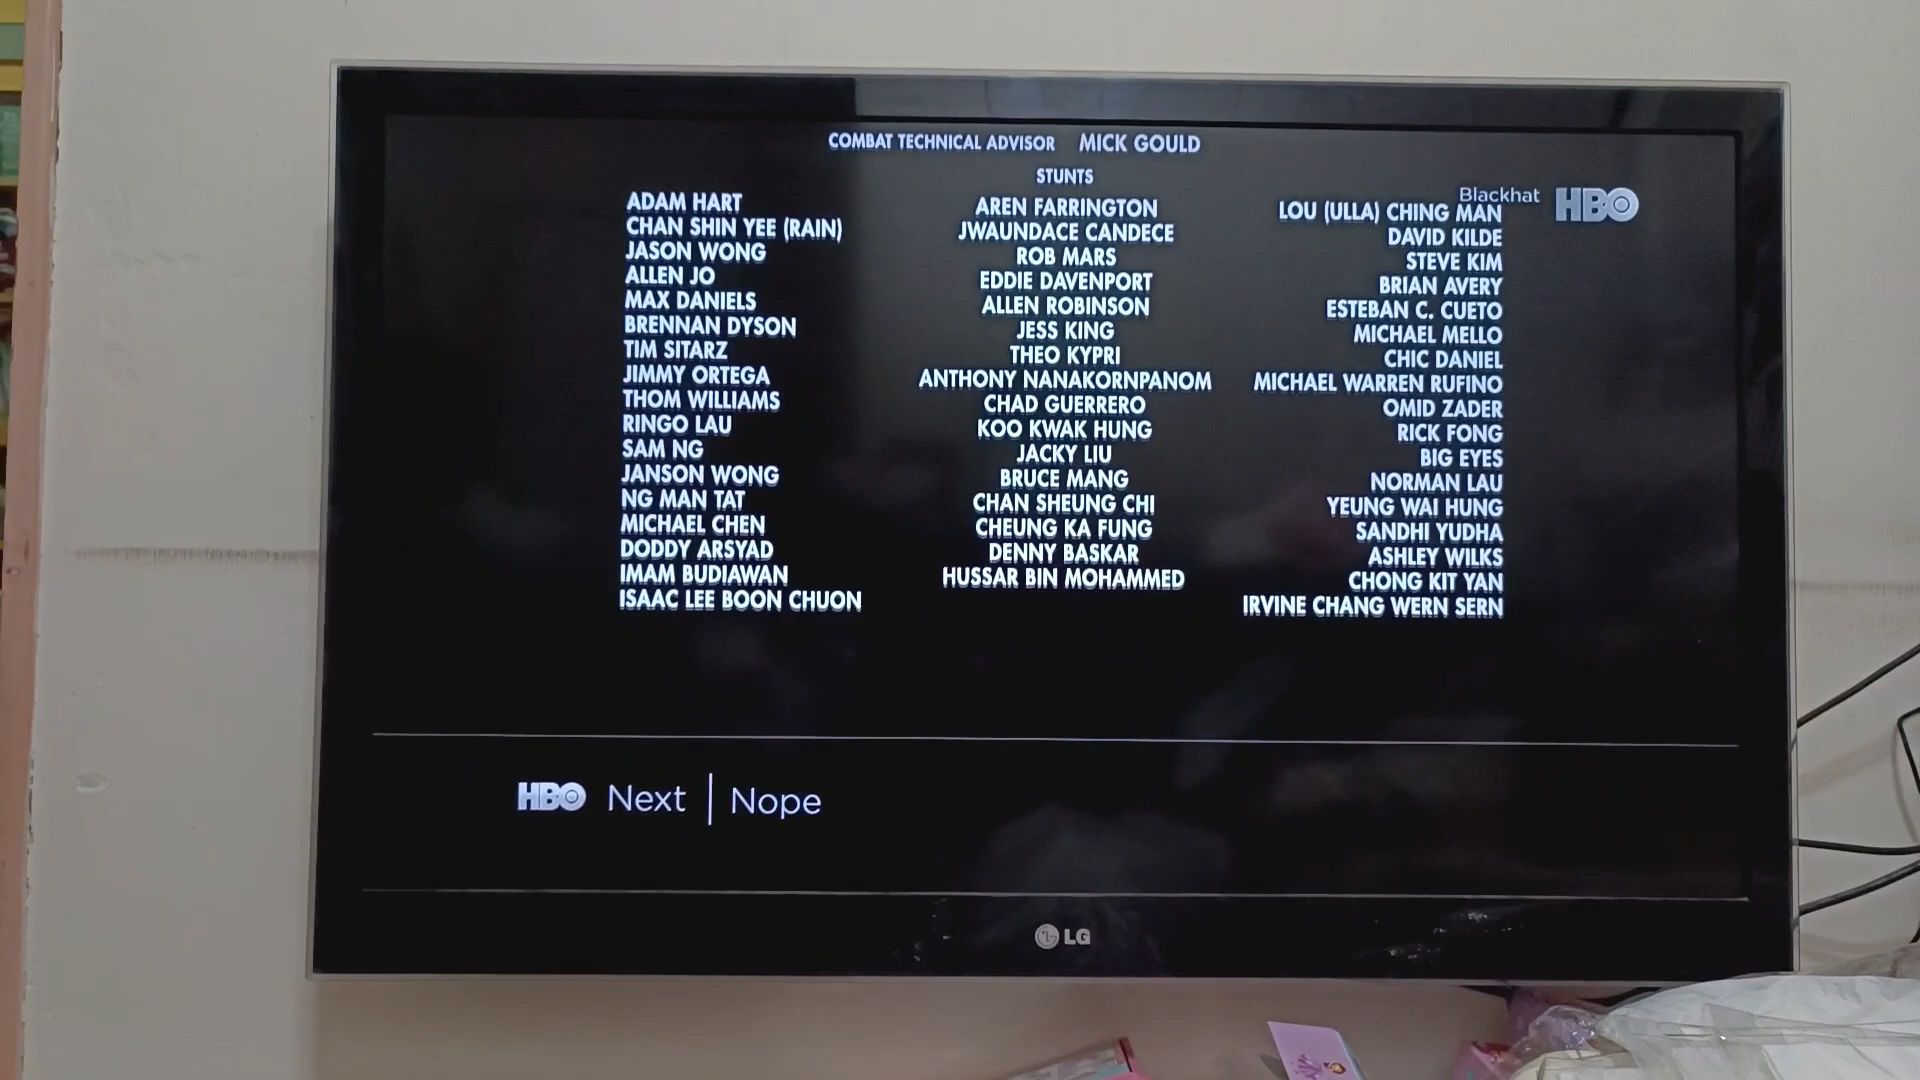 COMBAT TECHNICAL ADVISOR MICK GOULD
STUNTS
Blackhat HBO
ADAM HART AREN FARRINGTON LOU (ULLA) CHING MAN
CHAN SHIN YEE (RAIN) JWAUNDACE CANDECE DAVID KILDE
JASON WONG ROB MARS STEVE KIM
ALLEN JO EDDIE DAVENPORT BRIAN AVERY
MAX DANIELS ALLEN ROBINSON ESTEBAN C. CUETO
BRENNAN DYSON JESS KING MICHAEL MELLO
TIM SITARZ THEO KYPRI CHIC DANIEL
JIMMY ORTEGA ANTHONY NANAKORNPANOM MICHAEL WARREN RUFINO
THOM WILLIAMS CHAD GUERRERO OMID ZADER
RINGO LAU KOO KWAK HUNG RICK FONG
SAM NG JACKY LIU BIG EYES
JANSON WONG BRUCE MANG NORMAN LAU
NG MAN TAT CHAN SHEUNG CHI YEUNG WAI HUNG
MICHAEL CHEN CHEUNG KA FUNG SANDHI YUDHA
DODDY ARSYAD DENNY BASKAR ASHLEY WILKS
IMAM BUDIAWAN HUSSAR BIN MOHAMMED CHONG KIT YAN
ISAAC LEE BOON CHUON IRVINE CHANG WERN SERN
HBO Next | Nope
LG